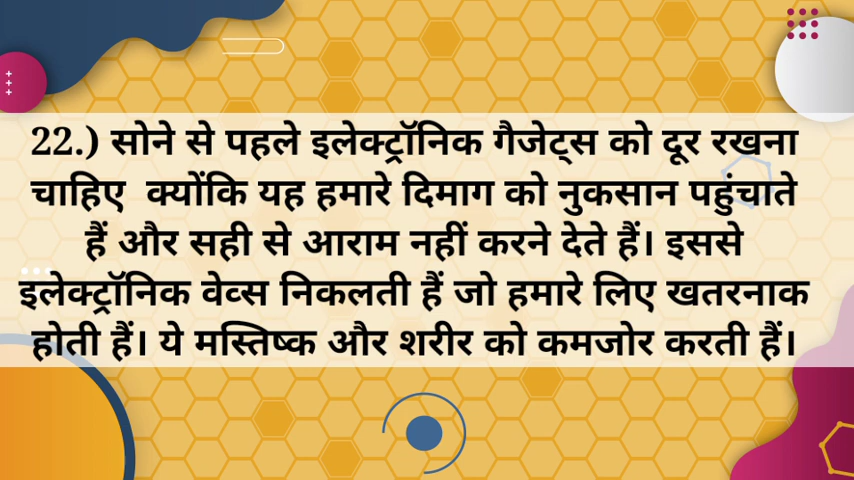 22.) सोने से पहले इलेक्ट्रॉनिक गैजेट्स को दूर रखना
चाहिए क्योंकि यह हमारे दिमाग को नुकसान पहुंचाते
हैं और सही से आराम नहीं करने देते हैं। इससे
इलेक्ट्रॉनिक वेव्स निकलती हैं जो हमारे लिए खतरनाक
होती हैं। ये मस्तिष्क और शरीर को कमजोर करती हैं।